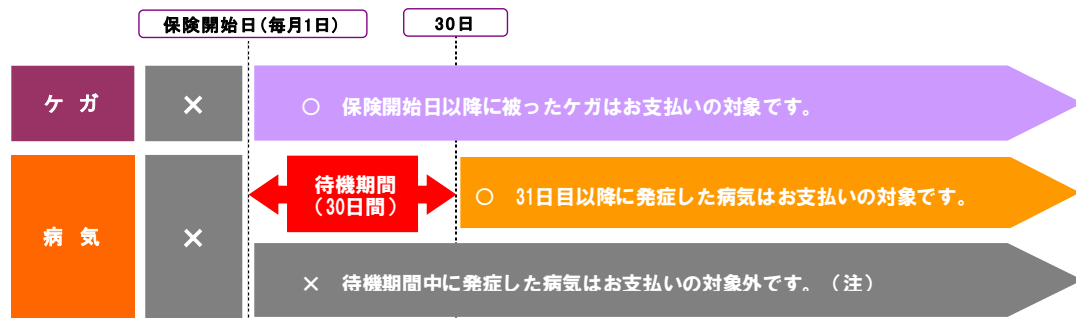 保険開始日(毎月1日)
30日
ケ ガ
×
○ 保険開始日以降に被ったケガはお支払いの対象です。
病 気
×
待機期間
(30日間)
○ 31日目以降に発症した病気はお支払いの対象です。
× 待機期間中に発症した病気はお支払いの対象外です。(注)